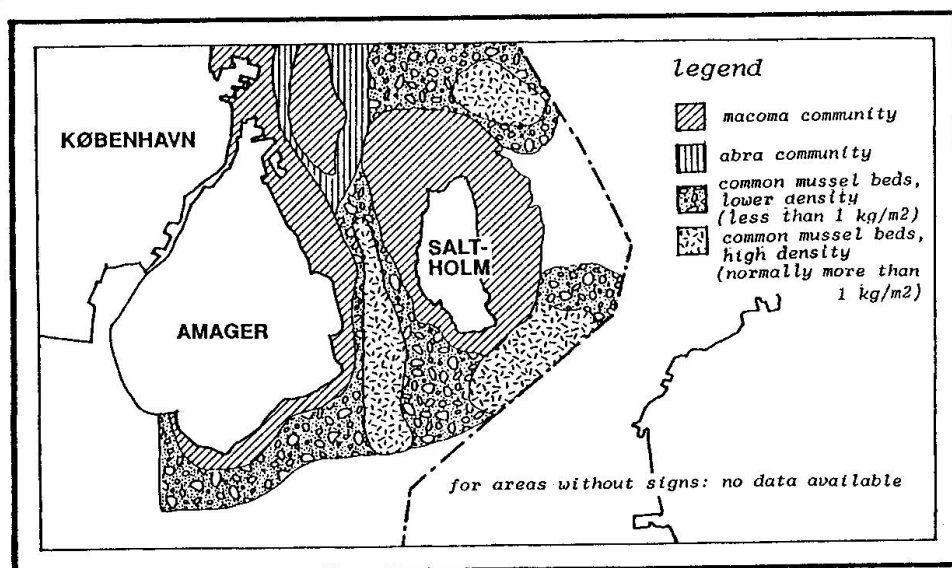 legend
KØBENHAVN
macoma community
abra community
common mussel beds,
lower density
(less than 1 kg/m2)
common mussel beds,
high density
(normally more than
1 kg/m2)
SALT-
HOLM
AMAGER
for areas without signs: no data available